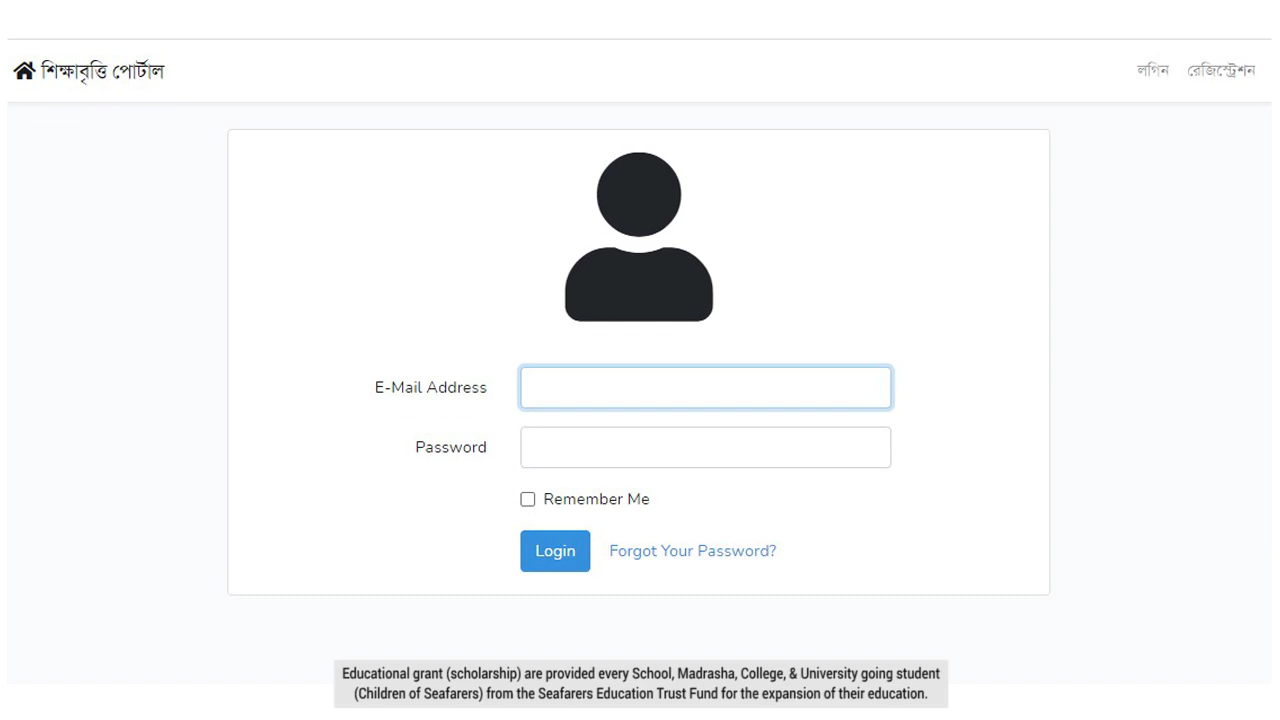 শিক্ষাবৃত্তি পোর্টাল
লগিন রেজিস্ট্রেশন
E-Mail Address
Password
Remember Me
Login Forgot Your Password?
Educational grant (scholarship) are provided every School, Madrasha, College, & University going student
(Children of Seafarers) from the Seafarers Education Trust Fund for the expansion of their education.